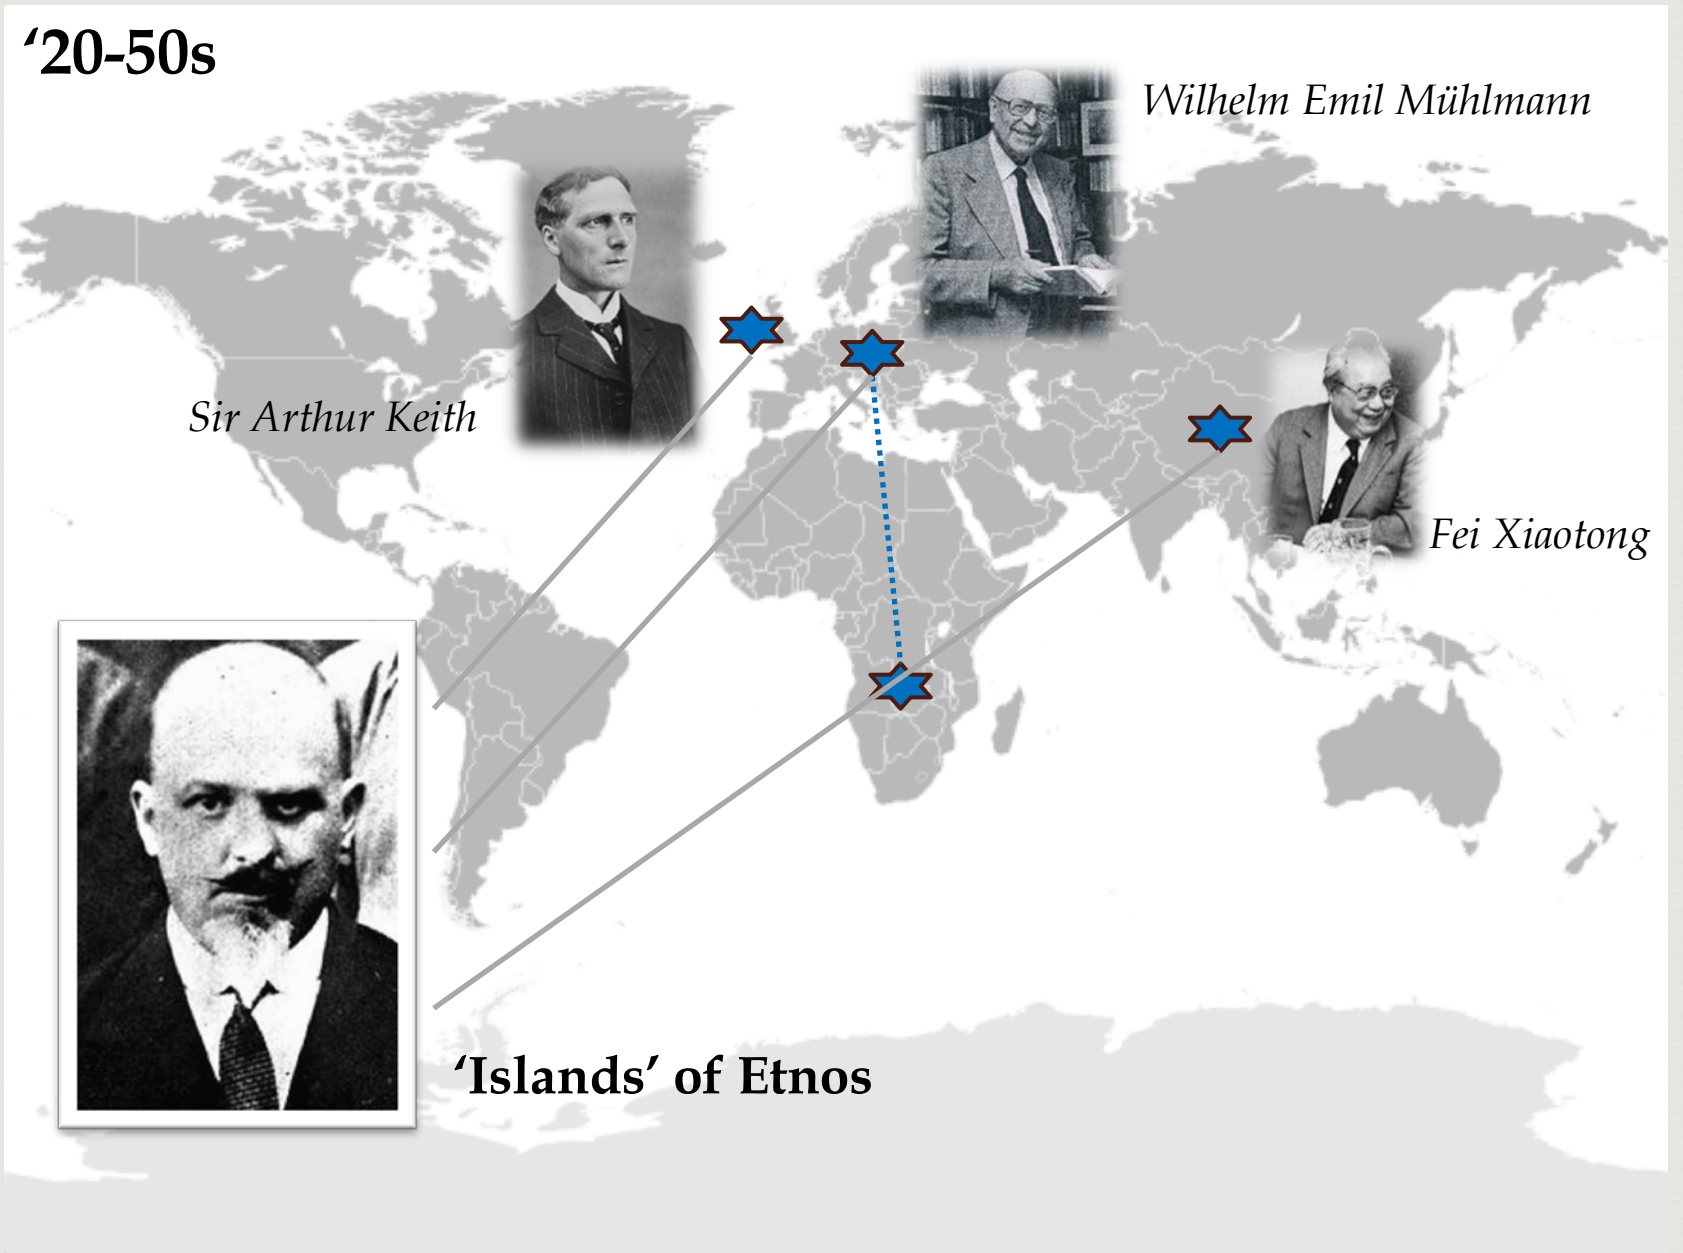 ‘20-50s
Wilhelm Emil Mühlmann
Sir Arthur Keith
Fei Xiaotong
‘Islands’ of Etnos